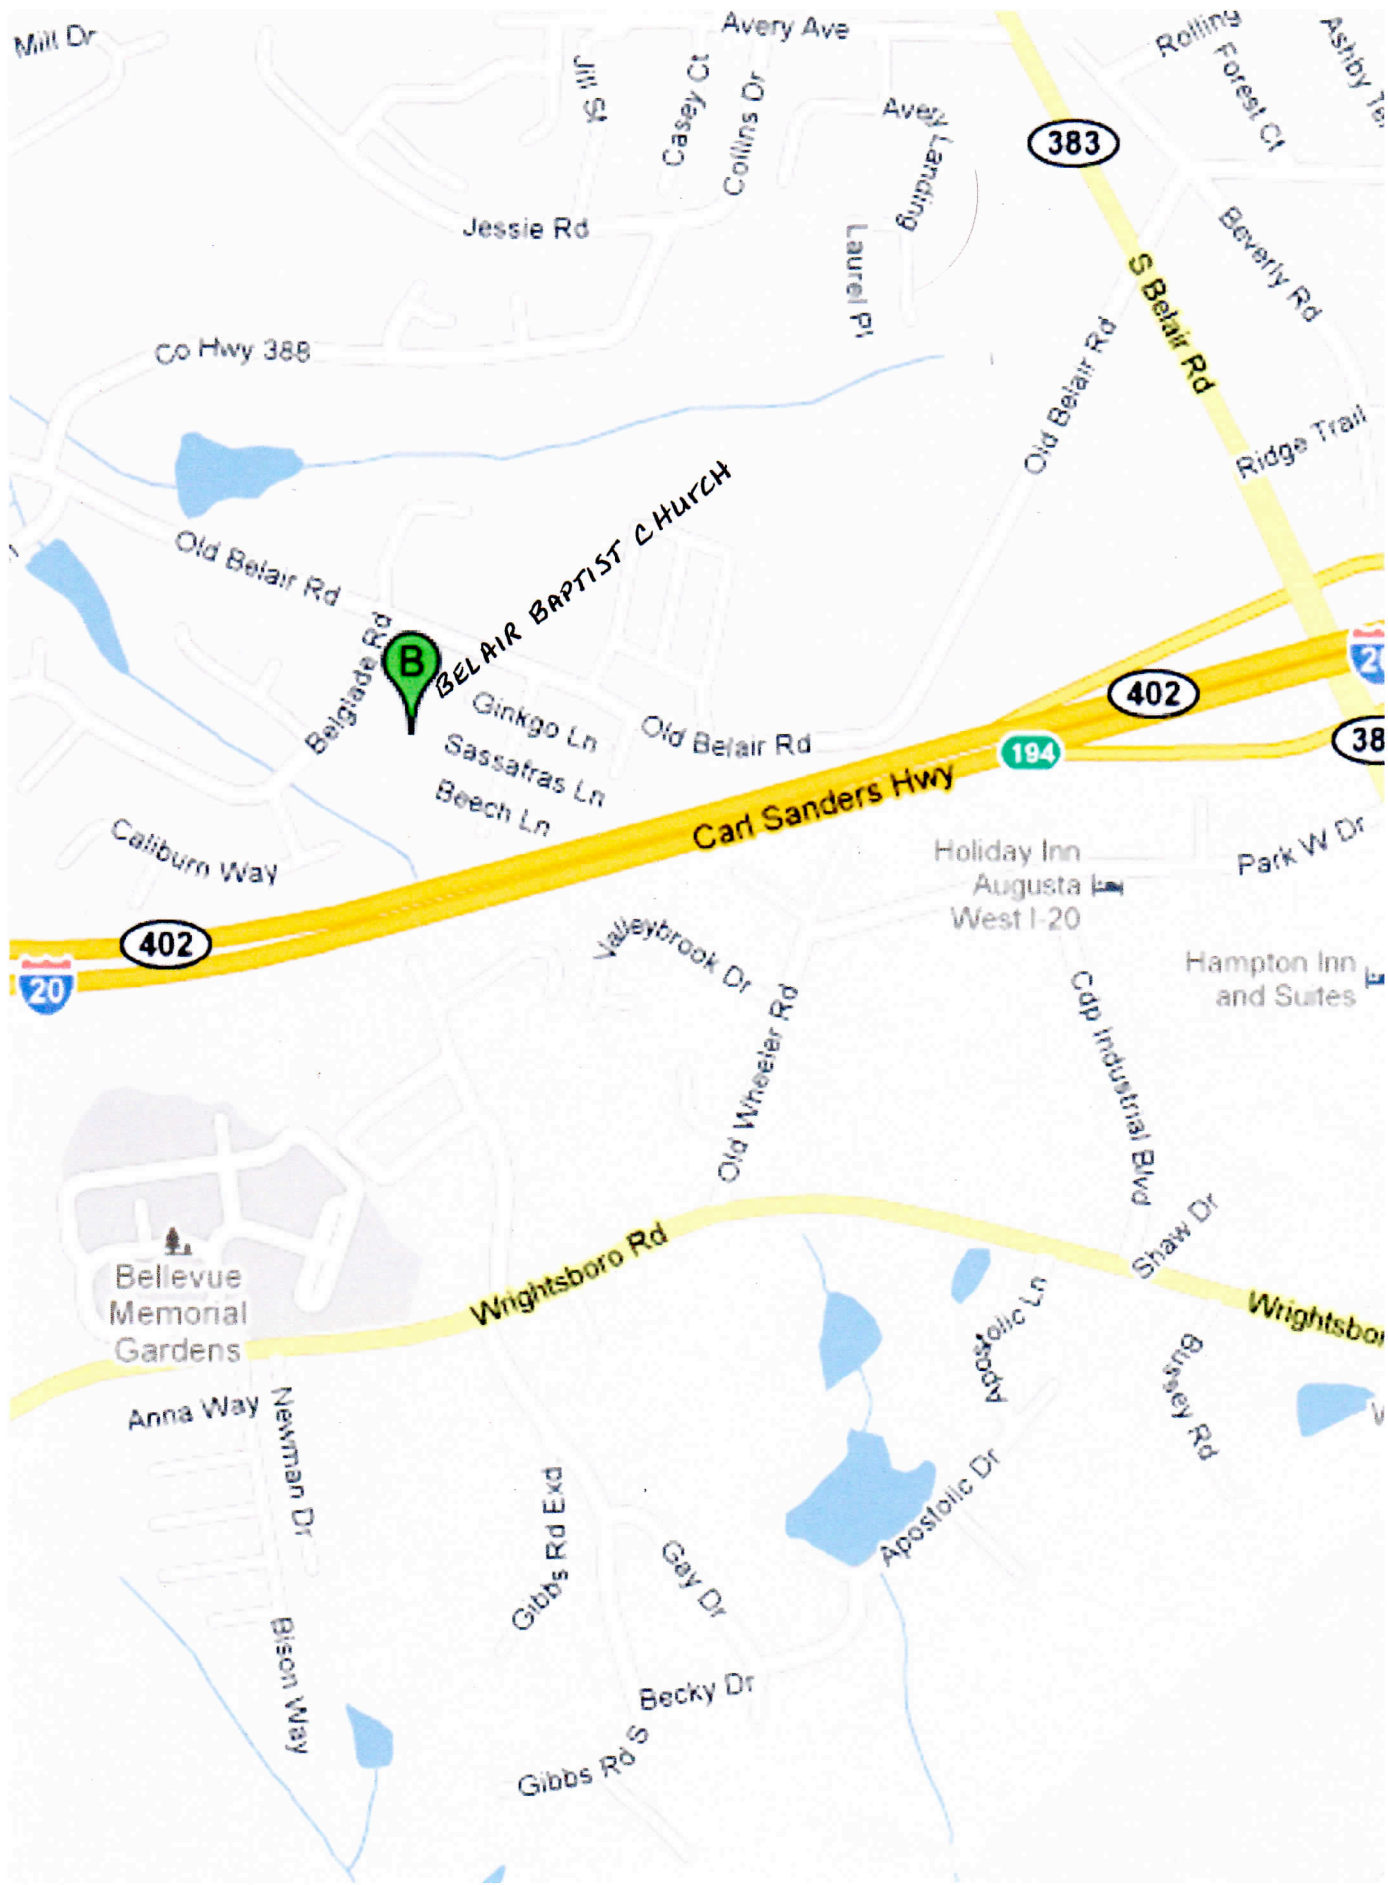 Mill Dr
Avery Ave
Rolling
Forest Ct
Jill St
Casey Ct
Collins Dr
Avery Landing
383
Jessie Rd
Laurel Pl
S Belair Rd
Beverly Rd
Co Hwy 388
Old Belair Rd
Ridge Trail
BELAIR BAPTIST CHURCH
Old Belair Rd
Belglade Rd
B
Ginkgo Ln
Old Belair Rd
Sassafras Ln
Beech Ln
402
194
Carl Sanders Hwy
Caliburn Way
Holiday Inn
Augusta
West I-20
Park W Dr
402
20
Valleybrook Dr
Hampton Inn
and Suites
Old Wheeler Rd
Cdp Industrial Blvd
Shaw Dr
Bellevue
Memorial
Gardens
Wrightsboro Rd
Apostolic Ln
Anna Way
Newman Dr
Bussey Rd
Gibbs Rd Exd
Gay Dr
Apostolic Dr
Bison Way
Becky Dr
Gibbs Rd S